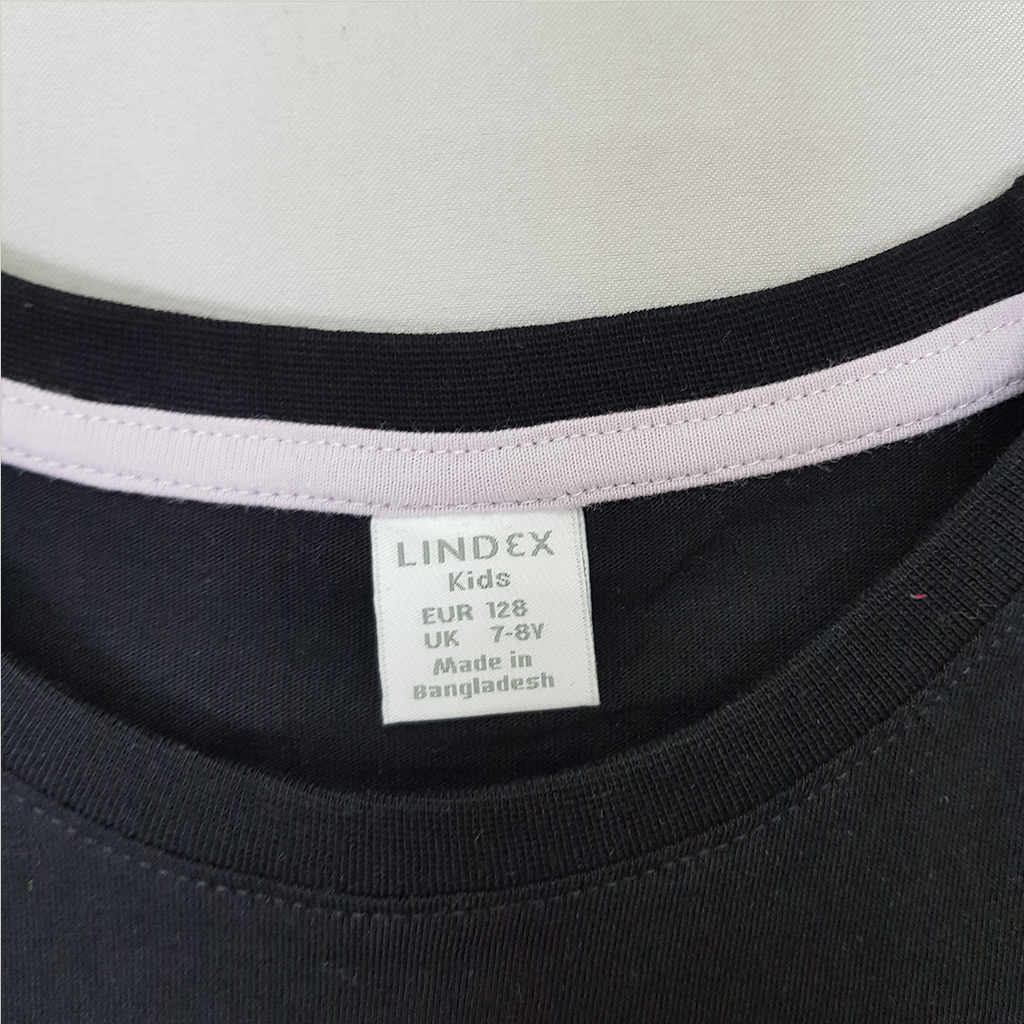 LINDEX
Kids
EUR 128
UK 7-8Y
Made in
Bangladesh